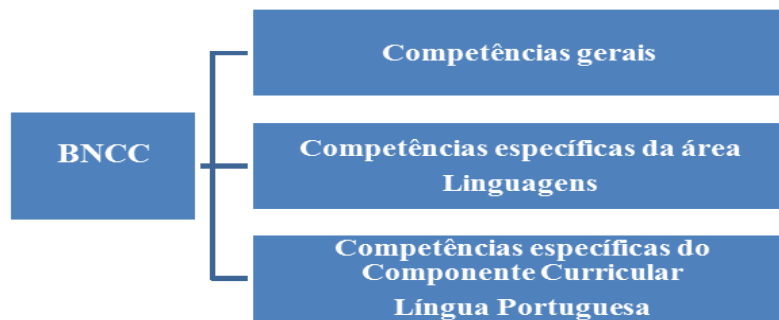 BNCC
Competências gerais
Competências específicas da área
Linguagens
Competências específicas do
Componente Curricular
Língua Portuguesa